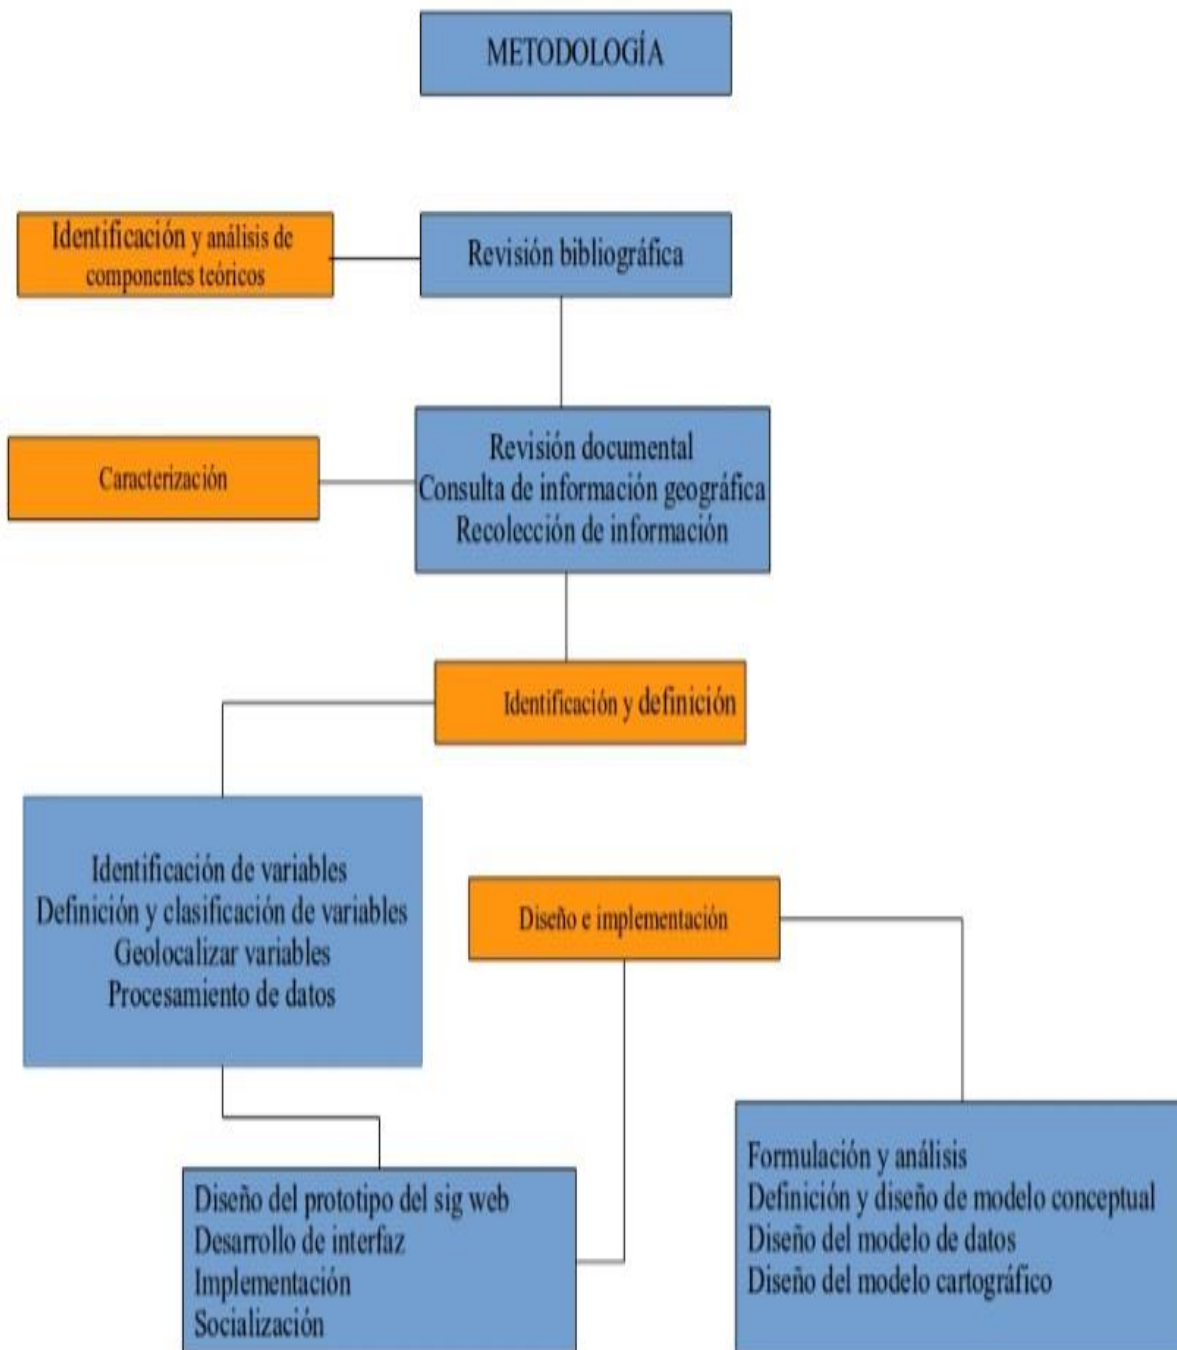 METODOLOGÍA
Identificación y análisis de
componentes teóricos
Revisión bibliográfica
Caracterización
Revisión documental
Consulta de información geográfica
Recolección de información
Identificación y definición
Identificación de variables
Definición y clasificación de variables
Geolocalizar variables
Procesamiento de datos
Diseño e implementación
Diseño del prototipo del sig web
Desarrollo de interfaz
Implementación
Socialización
Formulación y análisis
Definición y diseño de modelo conceptual
Diseño del modelo de datos
Diseño del modelo cartográfico